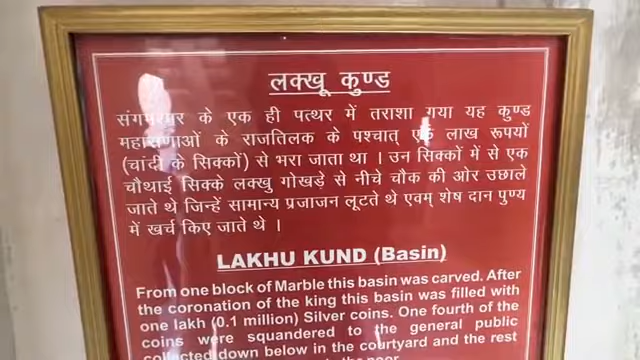 लक्खू कुण्ड
संगमरमर के एक ही पत्थर में तराशा गया यह कुण्ड
महाराणाओं के राजतिलक के पश्चात् एक लाख रूपयों
(चांदी के सिक्कों) से भरा जाता था । उन सिक्कों में से एक
चौथाई सिक्के लक्खु गोखड़े से नीचे चौक की ओर उछाले
जाते थे जिन्हें सामान्य प्रजाजन लूटते थे एवम् शेष दान पुण्य
में खर्च किए जाते थे ।
LAKHU KUND (Basin)
From one block of Marble this basin was carved. After
the coronation of the king this basin was filled with
one lakh (0.1 million) Silver coins. One fourth of the
coins were squandered to the general public
collected down below in the courtyard and the rest